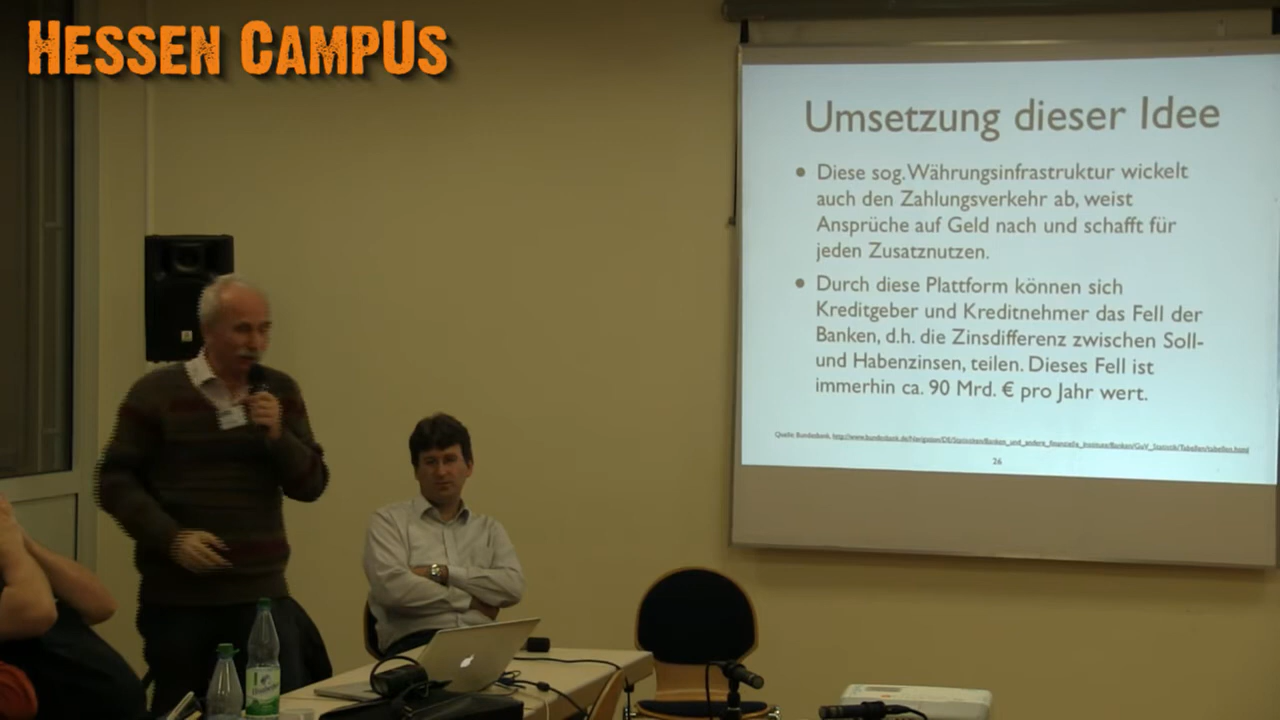 HESSEN CAMPUS
Umsetzung dieser Idee
• Diese sog. Währungsinfrastruktur wickelt
auch den Zahlungsverkehr ab, weist
Ansprüche auf Geld nach und schafft für
jeden Zusatznutzen.
• Durch diese Plattform können sich
Kreditgeber und Kreditnehmer das Fell der
Banken, d.h. die Zinsdifferenz zwischen Soll-
und Habenzinsen, teilen. Dieses Fell ist
immerhin ca. 90 Mrd. € pro Jahr wert.
Quelle: Bundesbank,
26